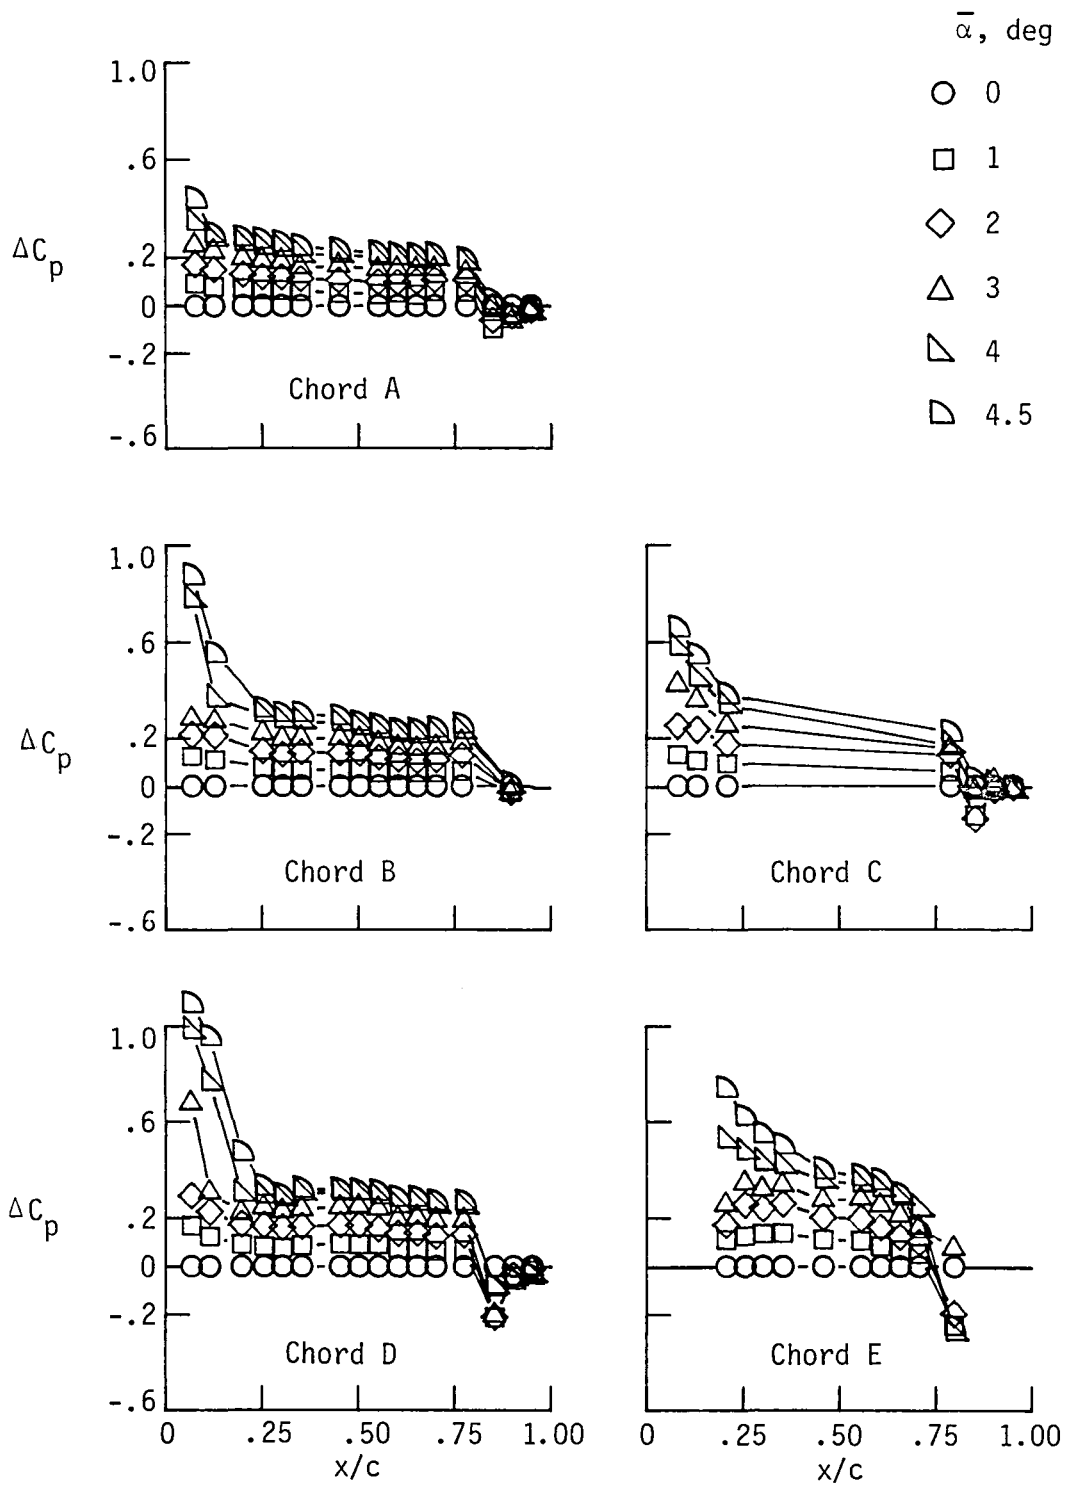 α̅, deg
0
1
2
3
4
4.5
1.0
.6
ΔCp
.2
0
-.2
-.6
Chord A
1.0
.6
ΔCp
.2
0
-.2
-.6
Chord B
Chord C
1.0
.6
ΔCp
.2
0
-.2
-.6
Chord D
Chord E
0 .25 .50 .75 1.00
x/c
0 .25 .50 .75 1.00
x/c